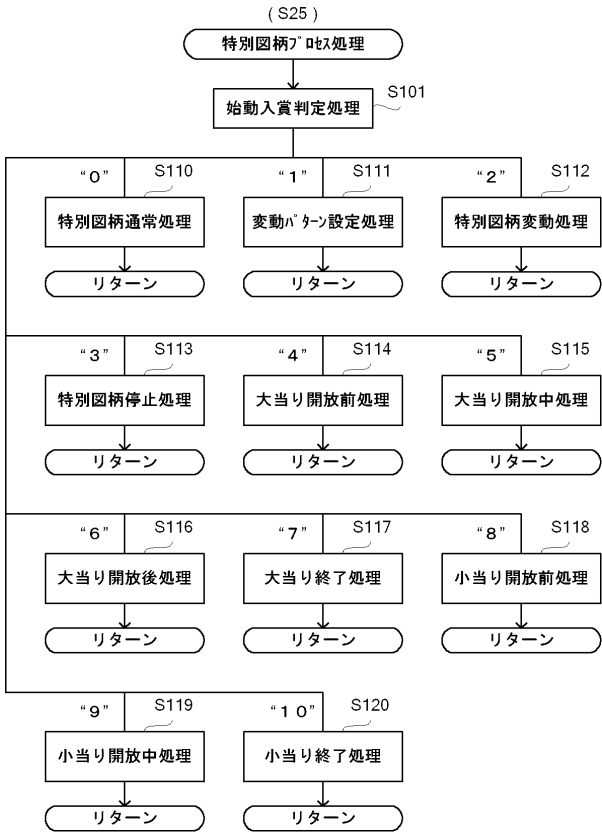 (S25)
特別図柄プロセス処理
S101
始動入賞判定処理
“0” S110 “1” S111 “2” S112
特別図柄通常処理 変動パターン設定処理 特別図柄変動処理
リターン リターン リターン
“3” S113 “4” S114 “5” S115
特別図柄停止処理 大当り開放前処理 大当り開放中処理
リターン リターン リターン
“6” S116 “7” S117 “8” S118
大当り開放後処理 大当り終了処理 小当り開放前処理
リターン リターン リターン
“9” S119 “10” S120
小当り開放中処理 小当り終了処理
リターン リターン